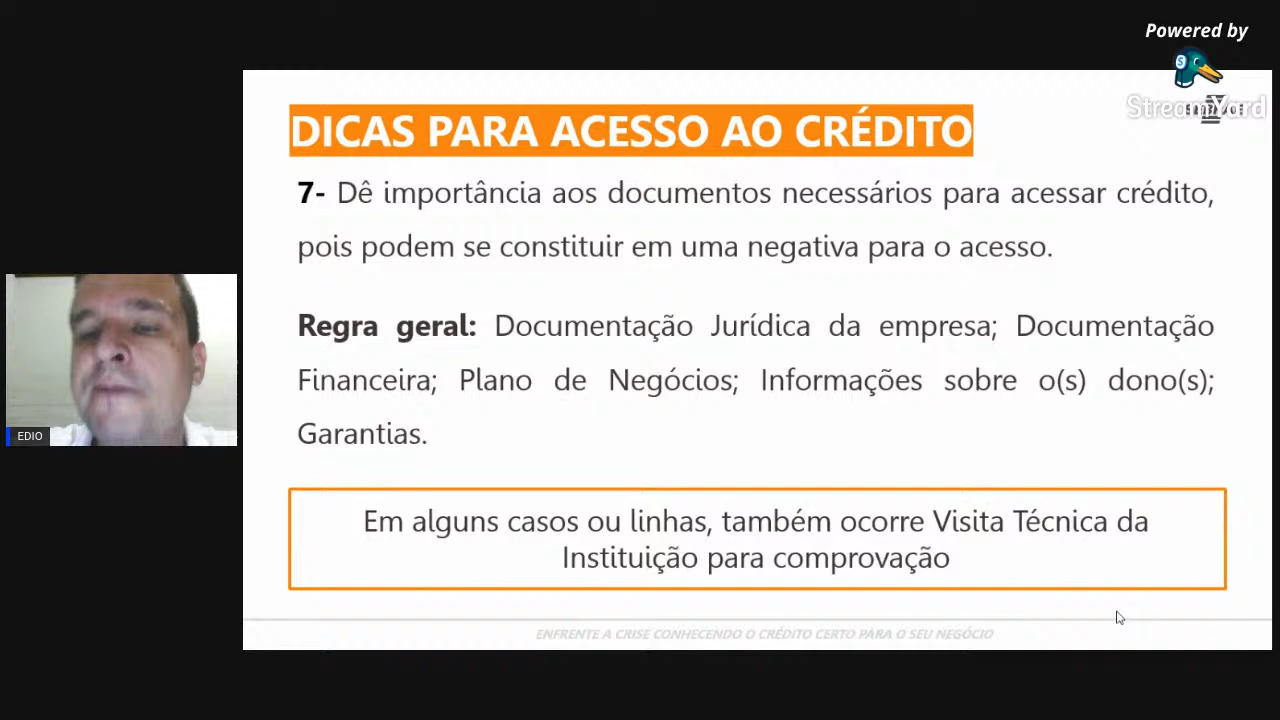 Powered by
StreamYard
DICAS PARA ACESSO AO CRÉDITO
7- Dê importância aos documentos necessários para acessar crédito,
pois podem se constituir em uma negativa para o acesso.
Regra geral: Documentação Jurídica da empresa; Documentação
Financeira; Plano de Negócios; Informações sobre o(s) dono(s);
Garantias.
EDIO
Em alguns casos ou linhas, também ocorre Visita Técnica da
Instituição para comprovação
ENFRENTE A CRISE CONHECENDO O CRÉDITO CERTO PARA O SEU NEGÓCIO